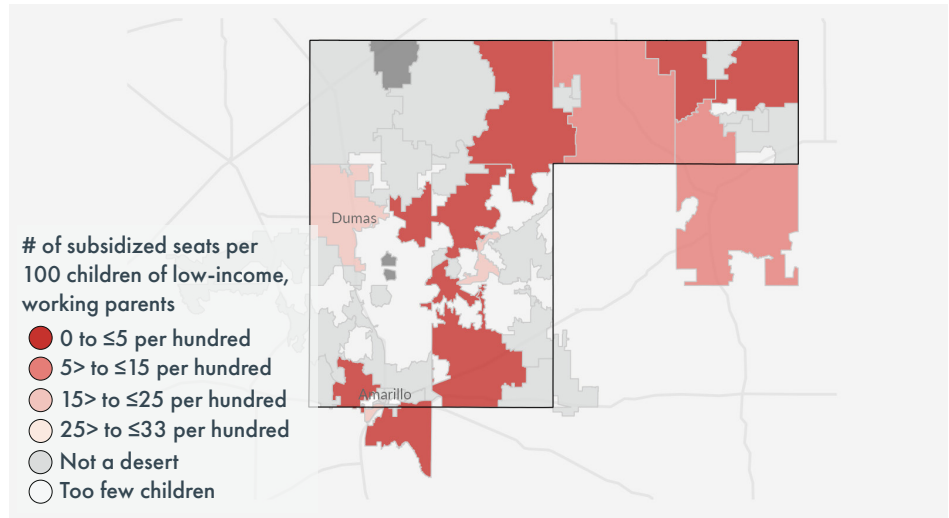 Dumas
Amarillo
# of subsidized seats per
100 children of low-income,
working parents
0 to ≤5 per hundred
5> to ≤15 per hundred
15> to ≤25 per hundred
25> to ≤33 per hundred
Not a desert
Too few children